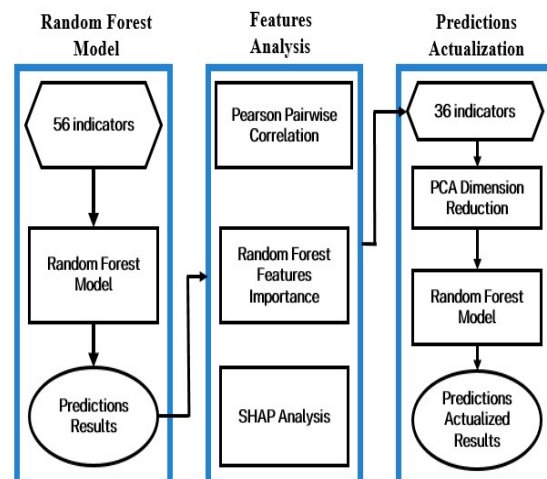 Random Forest
Model
56 indicators
Random Forest
Model
Predictions
Results
Features
Analysis
Pearson Pairwise
Correlation
Random Forest
Features
Importance
SHAP Analysis
Predictions
Actualization
36 indicators
PCA Dimension
Reduction
Random Forest
Model
Predictions
Actualized
Results